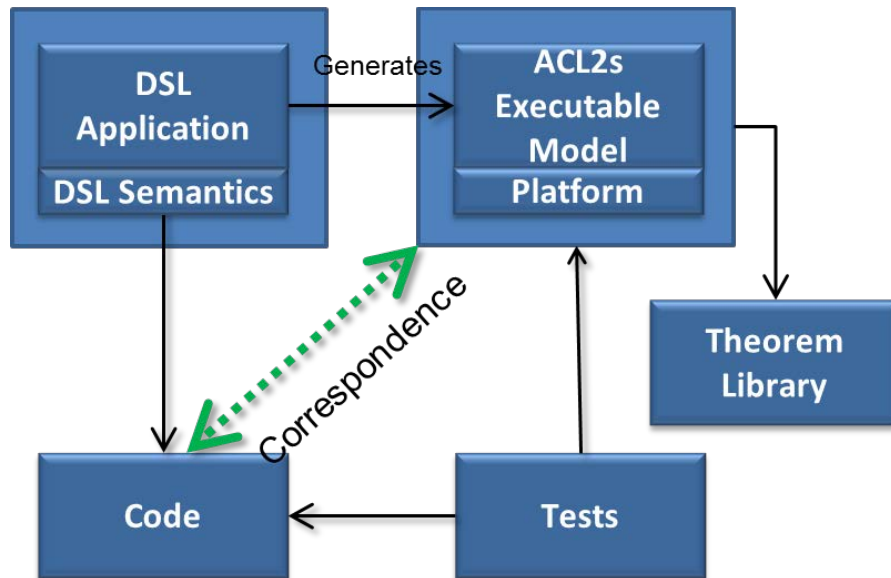 DSL
Application
DSL Semantics
Generates
ACL2s
Executable
Model
Platform
Correspondence
Theorem
Library
Code
Tests